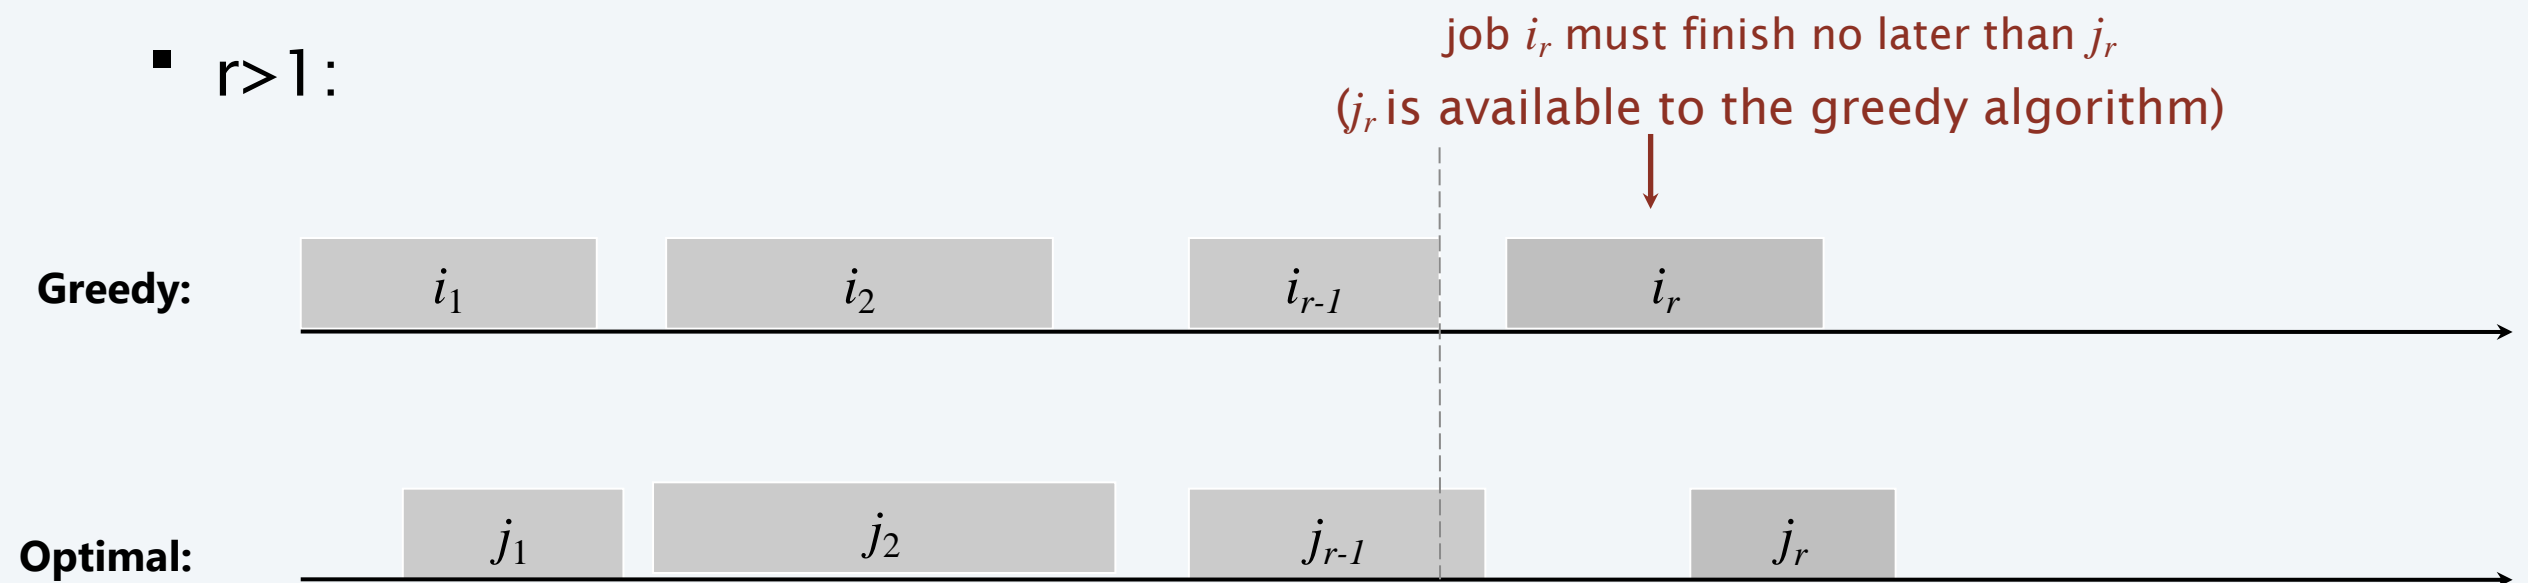 ▪ r>1:
job iᵣ must finish no later than jᵣ
(jᵣ is available to the greedy algorithm)
Greedy: i₁ i₂ iᵣ₋₁ iᵣ
Optimal: j₁ j₂ jᵣ₋₁ jᵣ